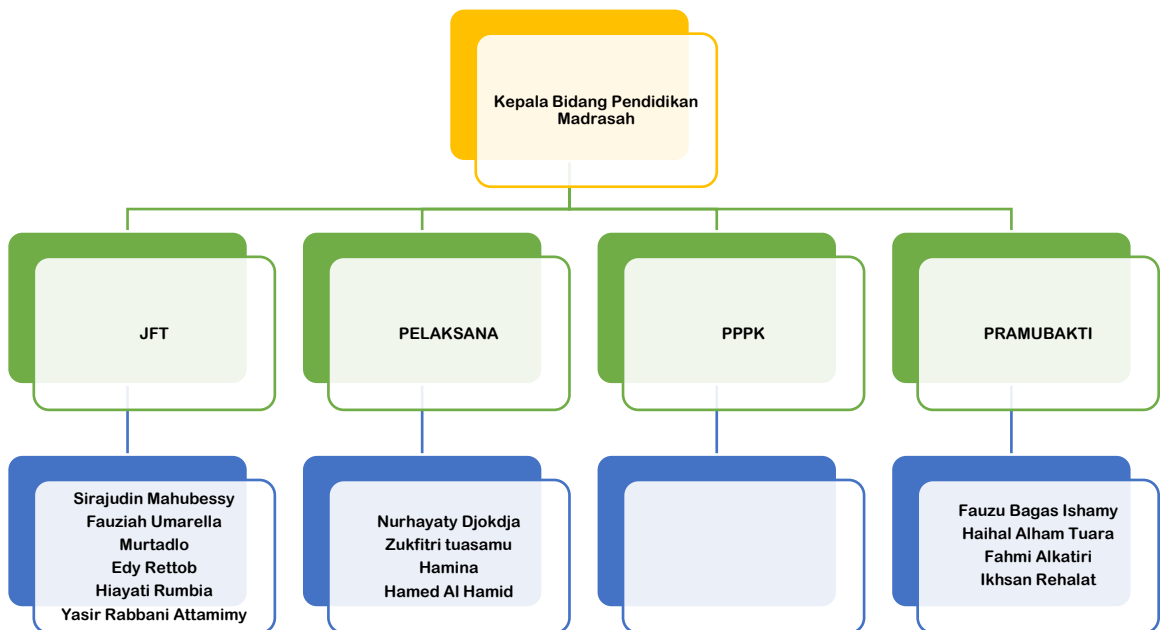 Kepala Bidang Pendidikan
Madrasah
JFT
PELAKSANA
PPPK
PRAMUBAKTI
Sirajudin Mahubessy
Fauziah Umarella
Murtadlo
Edy Rettob
Hiayati Rumbia
Yasir Rabbani Attamimy
Nurhayaty Djokdja
Zukfitri tuasamu
Hamina
Hamed Al Hamid
Fauzu Bagas Ishamy
Haihal Alham Tuara
Fahmi Alkatiri
Ikhsan Rehalat